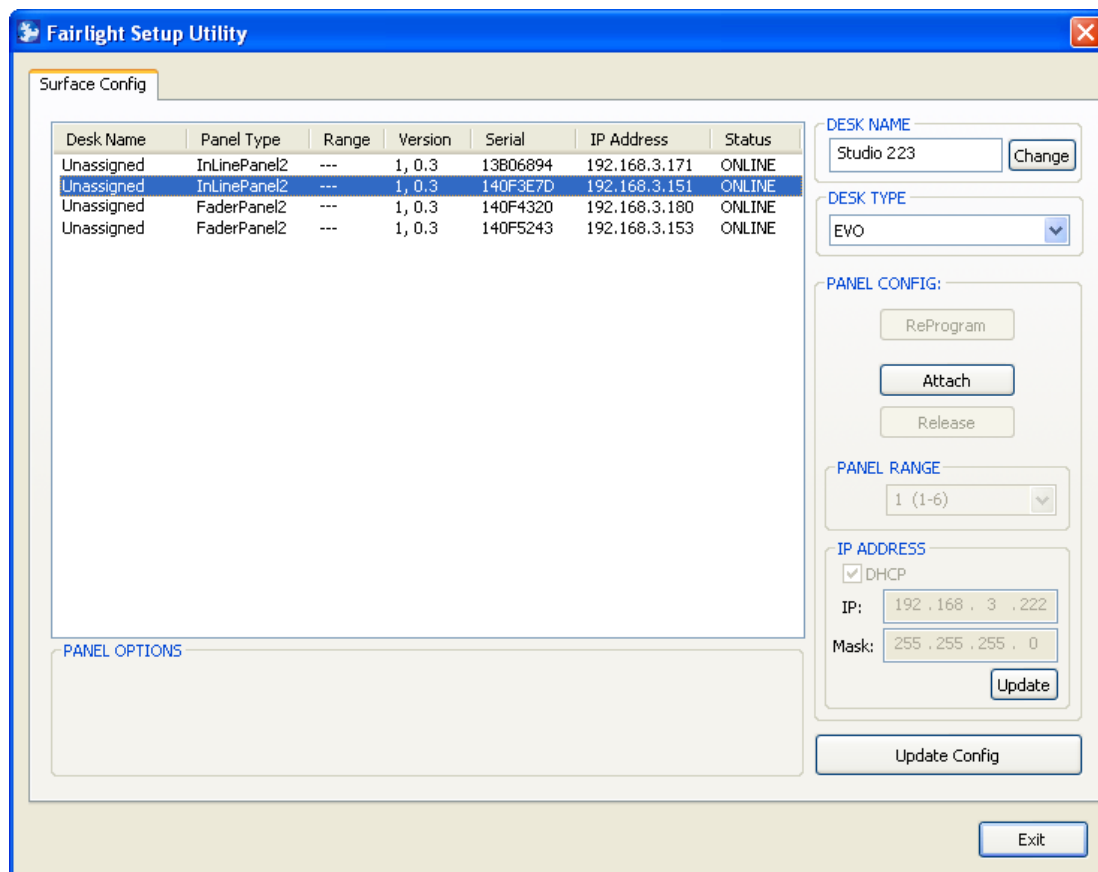 Fairlight Setup Utility
Surface Config
Desk Name Panel Type Range Version Serial IP Address Status
Unassigned InLinePanel2 --- 1, 0.3 13B06894 192.168.3.171 ONLINE
Unassigned InLinePanel2 --- 1, 0.3 140F3E7D 192.168.3.151 ONLINE
Unassigned FaderPanel2 --- 1, 0.3 140F4320 192.168.3.180 ONLINE
Unassigned FaderPanel2 --- 1, 0.3 140F5243 192.168.3.153 ONLINE
PANEL OPTIONS
DESK NAME
Studio 223 Change
DESK TYPE
EVO
PANEL CONFIG:
ReProgram
Attach
Release
PANEL RANGE
1 (1-6)
IP ADDRESS
DHCP
IP: 192 . 168 . 3 . 222
Mask: 255 . 255 . 255 . 0
Update
Update Config
Exit